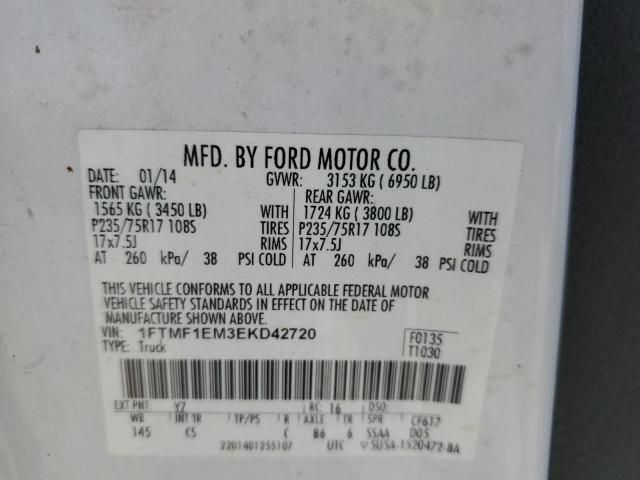 MFD. BY FORD MOTOR CO.
DATE: 01/14 GVWR: 3153 KG ( 6950 LB)
FRONT GAWR: REAR GAWR:
1565 KG ( 3450 LB) WITH 1724 KG ( 3800 LB) WITH
P235/75R17 108S TIRES P235/75R17 108S TIRES
17x7.5J RIMS 17x7.5J RIMS
AT 260 kPa/ 38 PSI COLD AT 260 kPa/ 38 PSI COLD
THIS VEHICLE CONFORMS TO ALL APPLICABLE FEDERAL MOTOR
VEHICLE SAFETY STANDARDS IN EFFECT ON THE DATE OF
MANUFACTURE SHOWN ABOVE.
VIN: 1FTMF1EM3EKD42720 F0135
TYPE: Truck T1030
EXT PNT: YZ RC: 16 DSO:
WB INT TR TP/PS R AXLE TR SPR CF617
145 CS C B6 6 SSAA D05
2201401255107 UTC